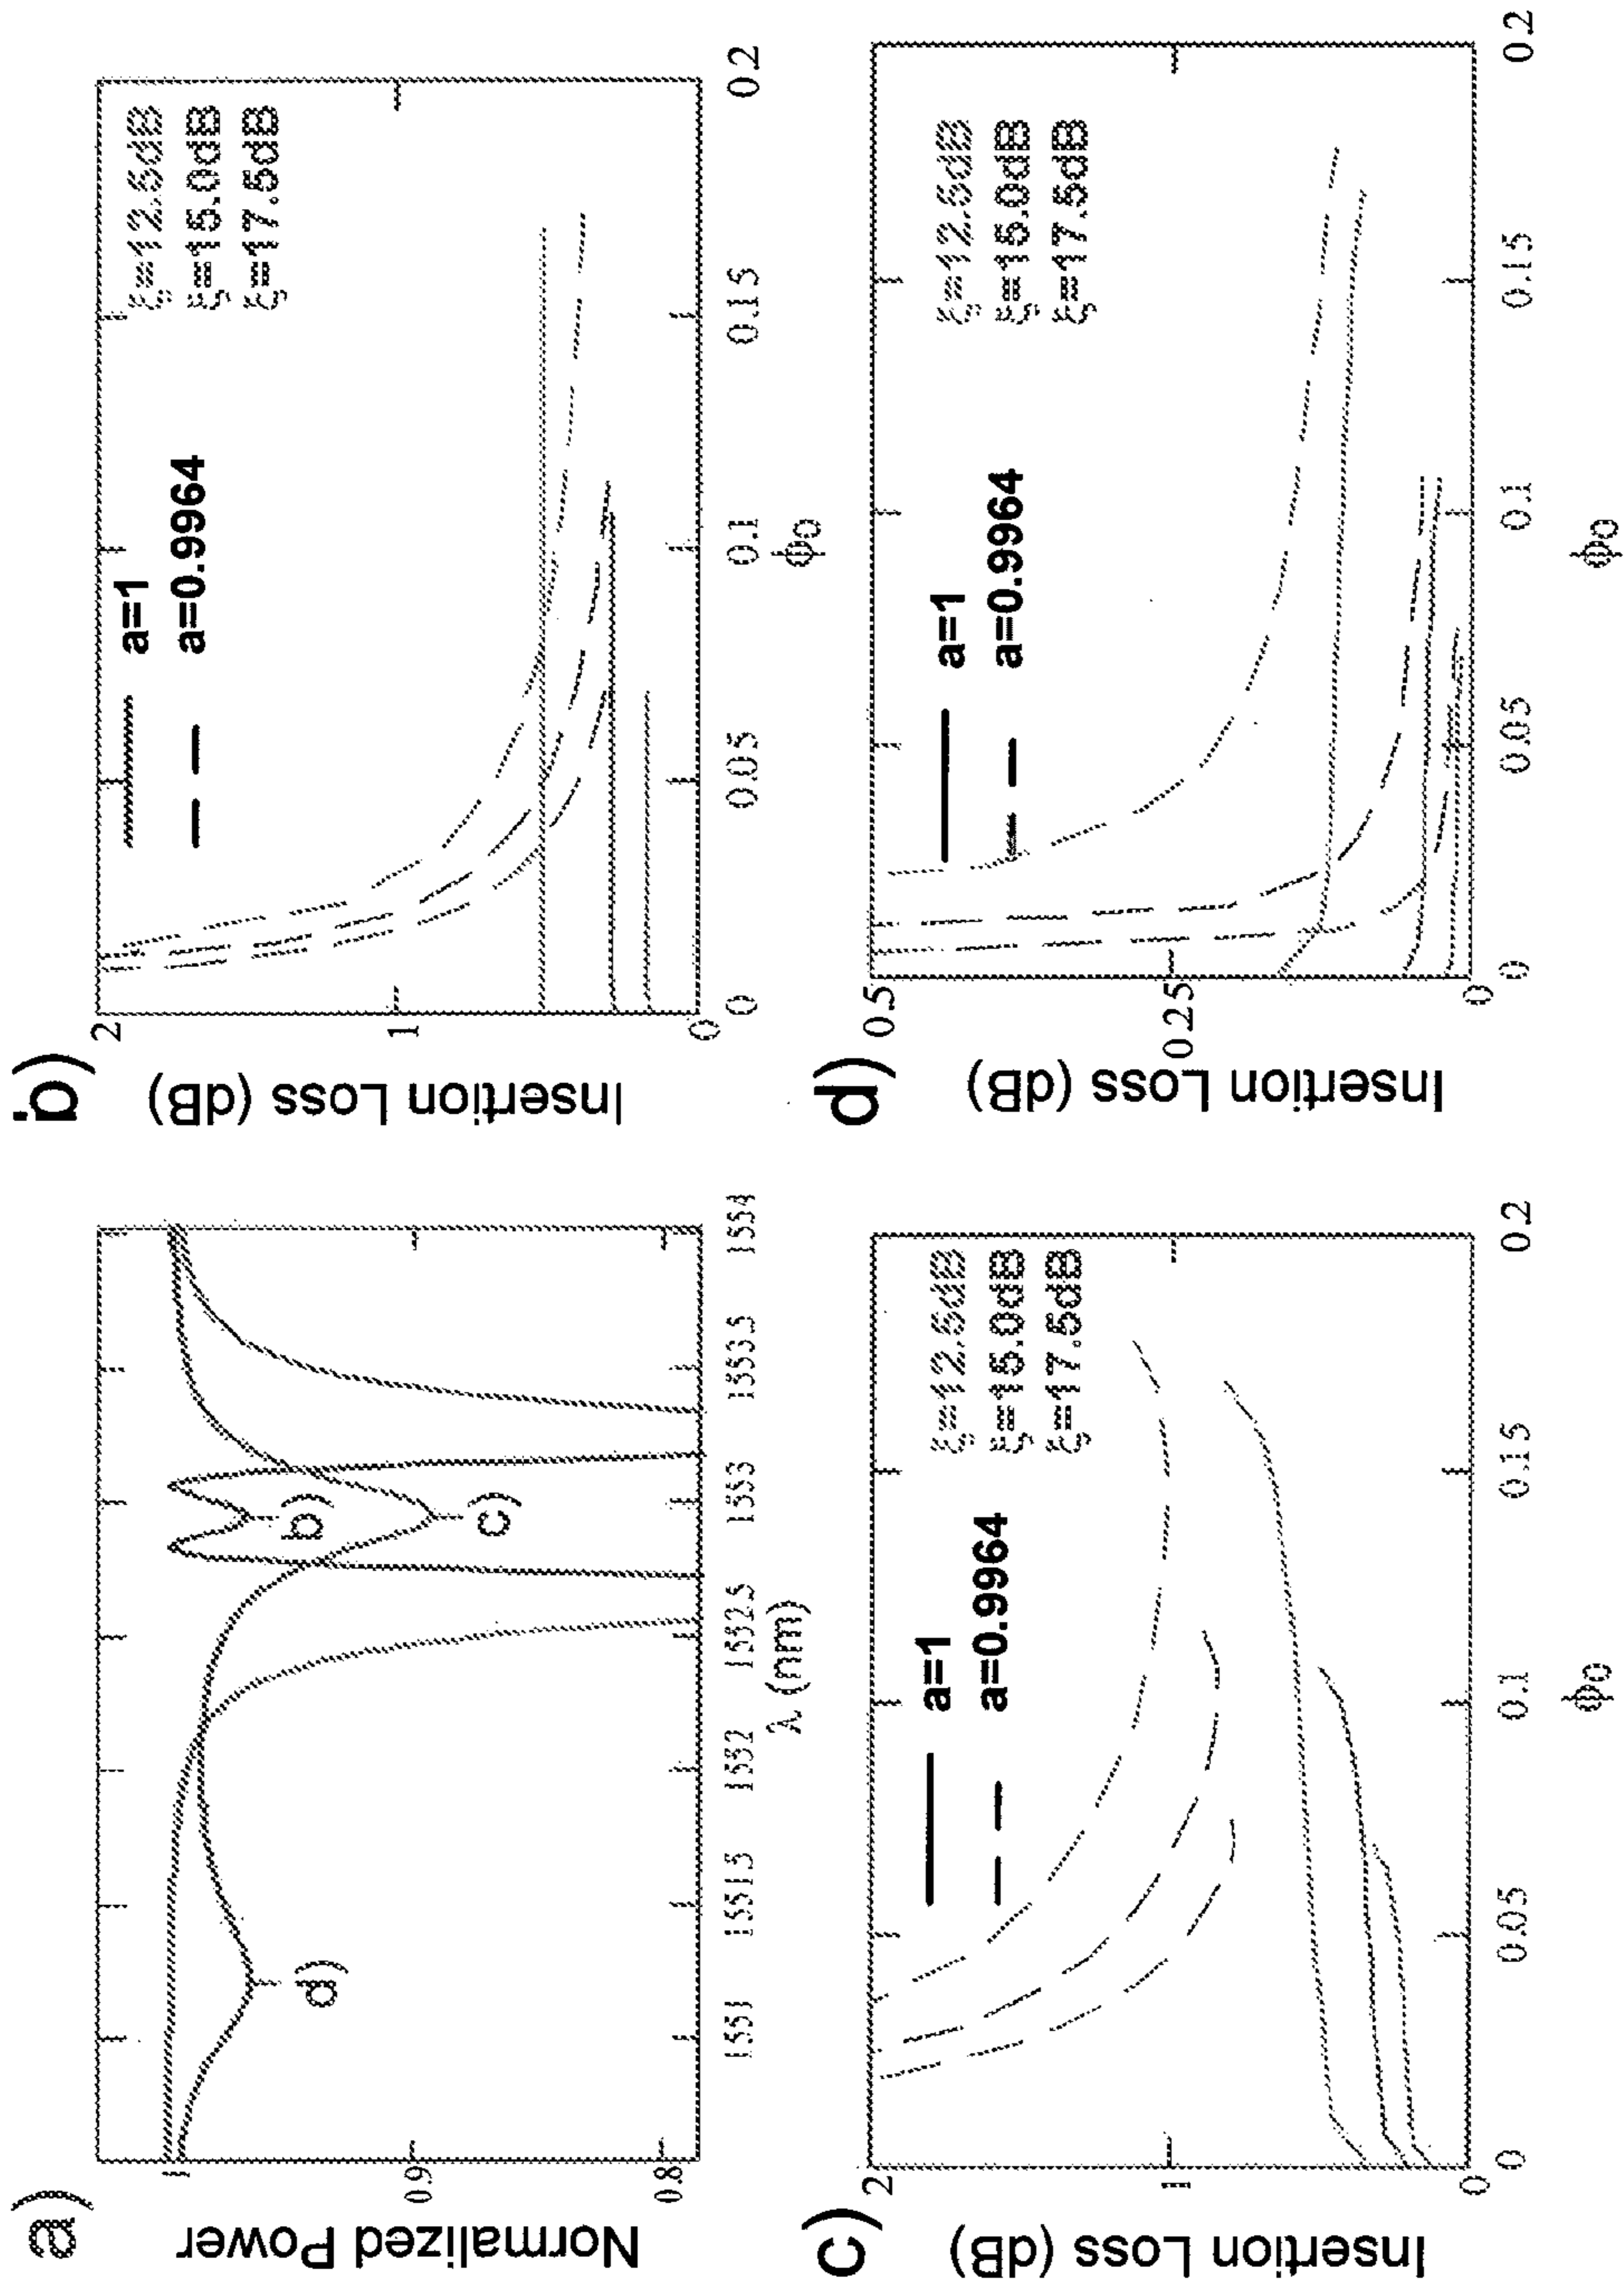 a)
Normalized Power
1
0.9
0.8
b)
c)
d)
1551
1551.5
1552
1552.5
1553
1553.5
1554
λ (nm)
b)
Insertion Loss (dB)
2
1
0
a=1
a=0.9964
ξ=12.5dB
ξ=15.0dB
ξ=17.5dB
0
0.05
0.1
0.15
0.2
ϕ0
c)
Insertion Loss (dB)
2
1
0
a=1
a=0.9964
ξ=12.5dB
ξ=15.0dB
ξ=17.5dB
0
0.05
0.1
0.15
0.2
ϕ0
d)
Insertion Loss (dB)
0.5
0.25
0
a=1
a=0.9964
ξ=12.5dB
ξ=15.0dB
ξ=17.5dB
0
0.05
0.1
0.15
0.2
ϕ0